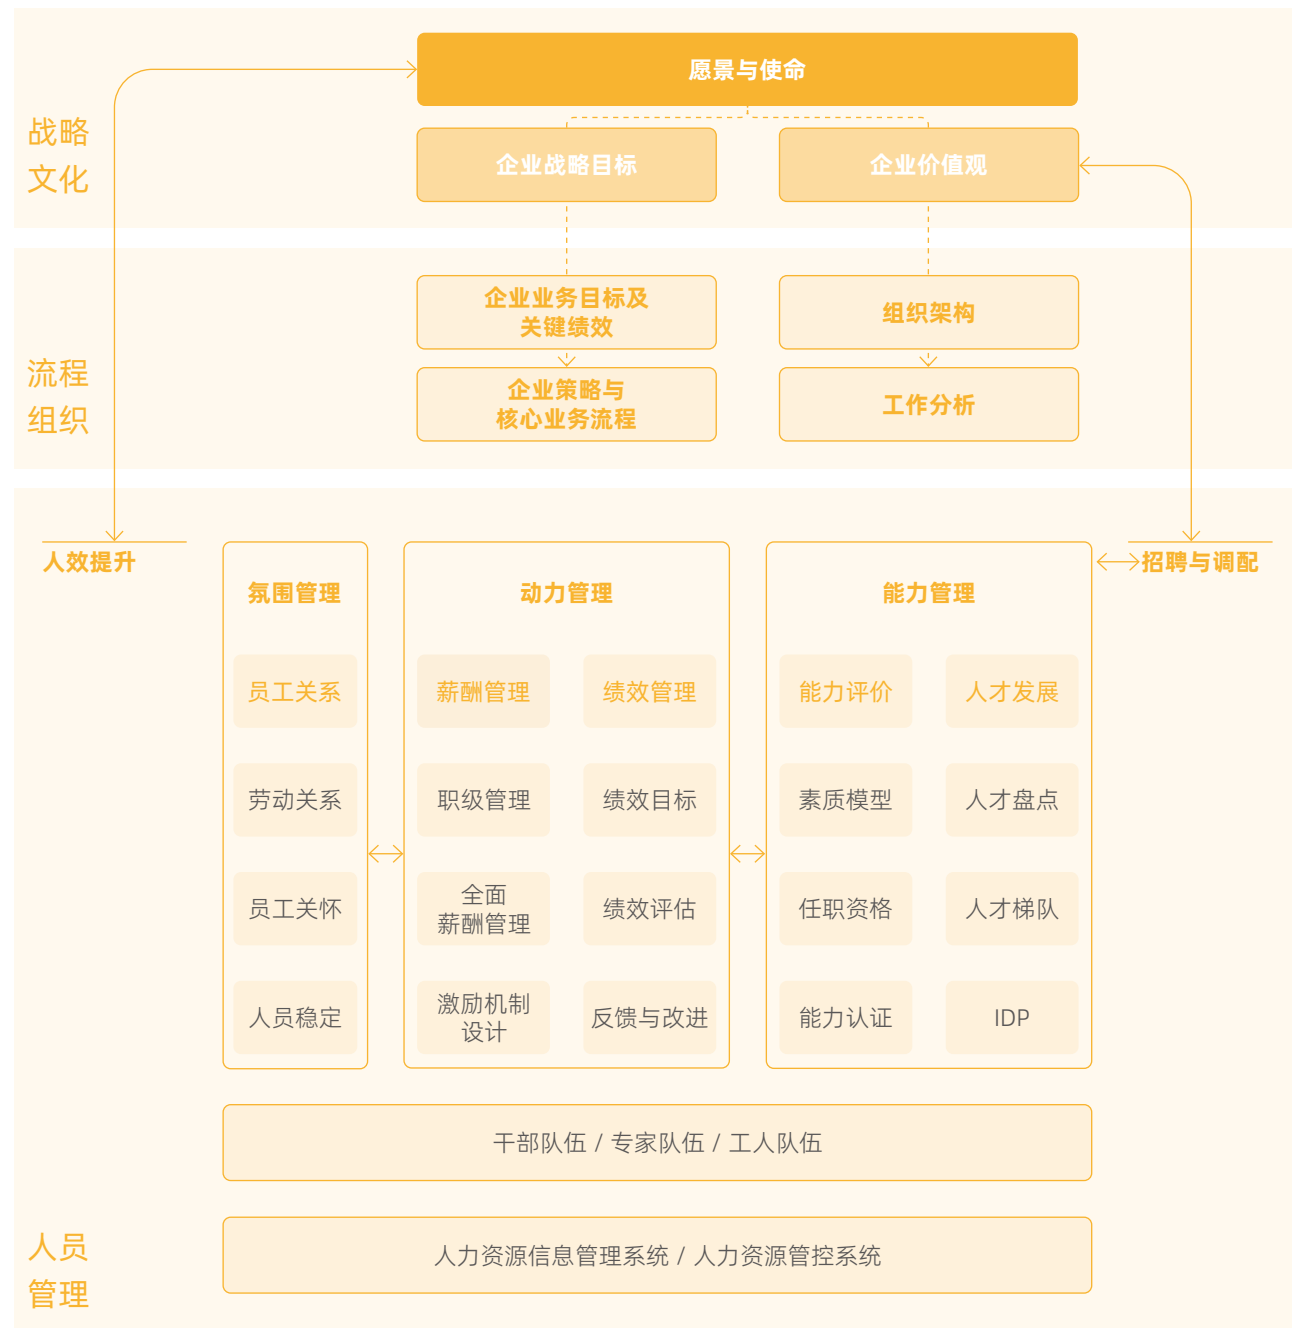 战略
文化
愿景与使命
企业战略目标
企业价值观
流程
组织
企业业务目标及
关键绩效
组织架构
企业策略与
核心业务流程
工作分析
人效提升
招聘与调配
氛围管理
动力管理
能力管理
员工关系
薪酬管理
绩效管理
能力评价
人才发展
劳动关系
职级管理
绩效目标
素质模型
人才盘点
员工关怀
全面
薪酬管理
绩效评估
任职资格
人才梯队
人员稳定
激励机制
设计
反馈与改进
能力认证
IDP
干部队伍 / 专家队伍 / 工人队伍
人力资源信息管理系统 / 人力资源管控系统
人员
管理